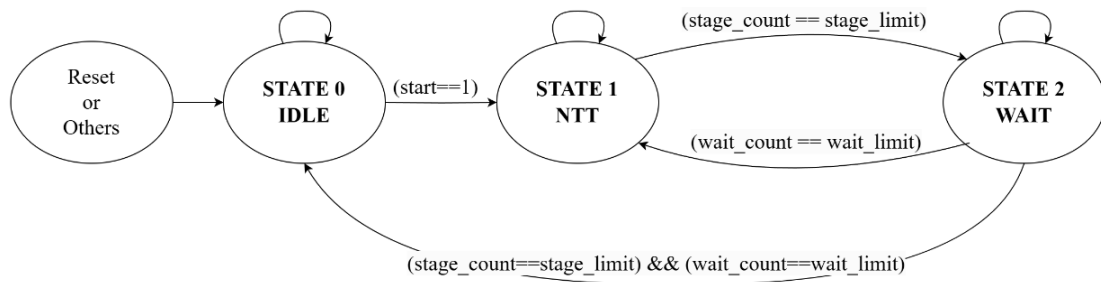 Reset
or
Others
STATE 0
IDLE
(start==1)
STATE 1
NTT
(stage_count == stage_limit)
STATE 2
WAIT
(wait_count == wait_limit)
(stage_count==stage_limit) && (wait_count==wait_limit)